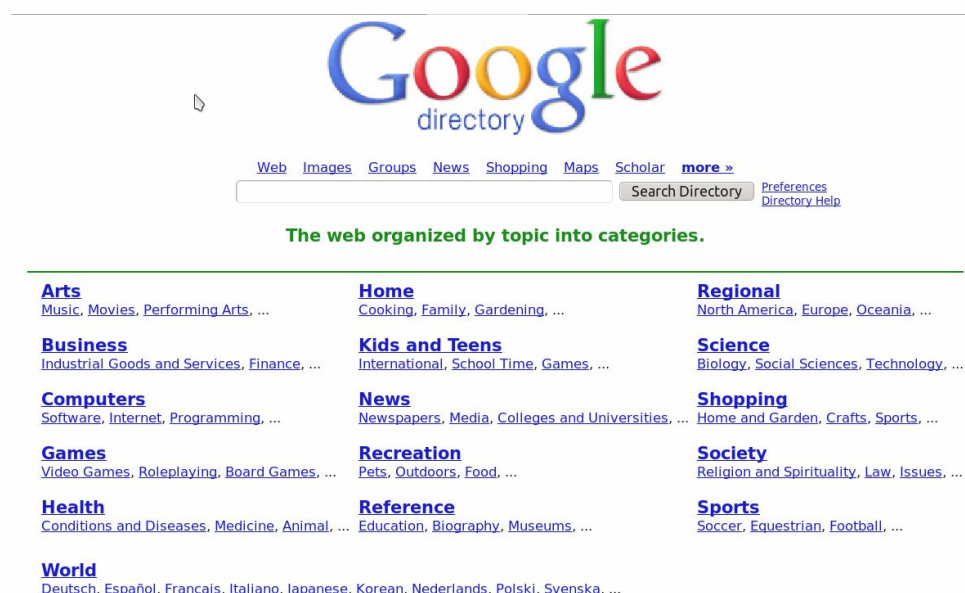 Google
directory
Web Images Groups News Shopping Maps Scholar more »
Search Directory
Preferences
Directory Help
The web organized by topic into categories.
Arts
Music, Movies, Performing Arts, ...
Business
Industrial Goods and Services, Finance, ...
Computers
Software, Internet, Programming, ...
Games
Video Games, Roleplaying, Board Games, ...
Health
Conditions and Diseases, Medicine, Animal, ...
Home
Cooking, Family, Gardening, ...
Kids and Teens
International, School Time, Games, ...
News
Newspapers, Media, Colleges and Universities, ...
Recreation
Pets, Outdoors, Food, ...
Reference
Education, Biography, Museums, ...
Regional
North America, Europe, Oceania, ...
Science
Biology, Social Sciences, Technology, ...
Shopping
Home and Garden, Crafts, Sports, ...
Society
Religion and Spirituality, Law, Issues, ...
Sports
Soccer, Equestrian, Football, ...
World
Deutsch, Español, Français, Italiano, Japanese, Korean, Nederlands, Polski, Svenska, ...